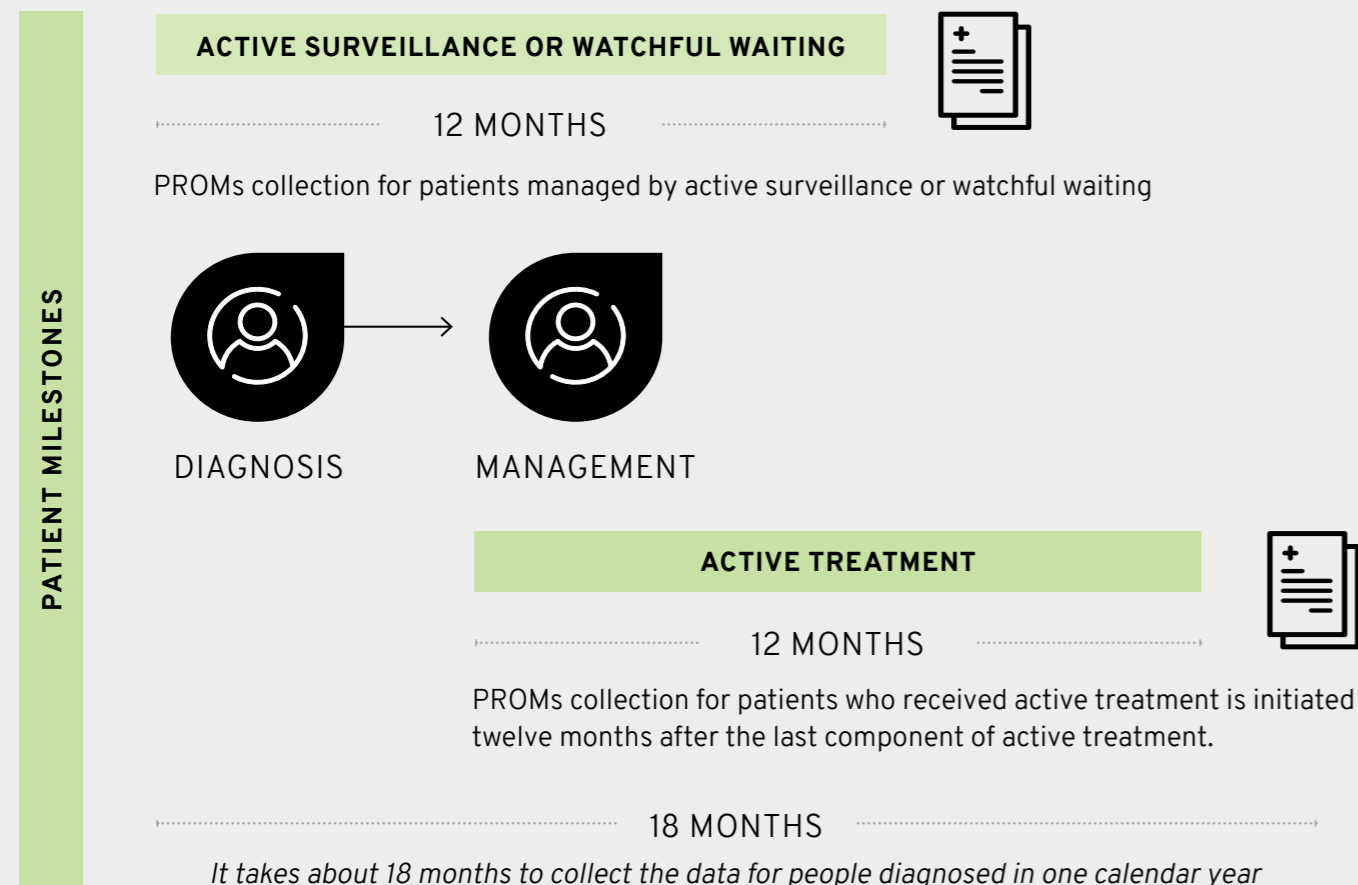 PATIENT MILESTONES
ACTIVE SURVEILLANCE OR WATCHFUL WAITING
12 MONTHS
PROMs collection for patients managed by active surveillance or watchful waiting
DIAGNOSIS
MANAGEMENT
ACTIVE TREATMENT
12 MONTHS
PROMs collection for patients who received active treatment is initiated
twelve months after the last component of active treatment.
18 MONTHS
It takes about 18 months to collect the data for people diagnosed in one calendar year